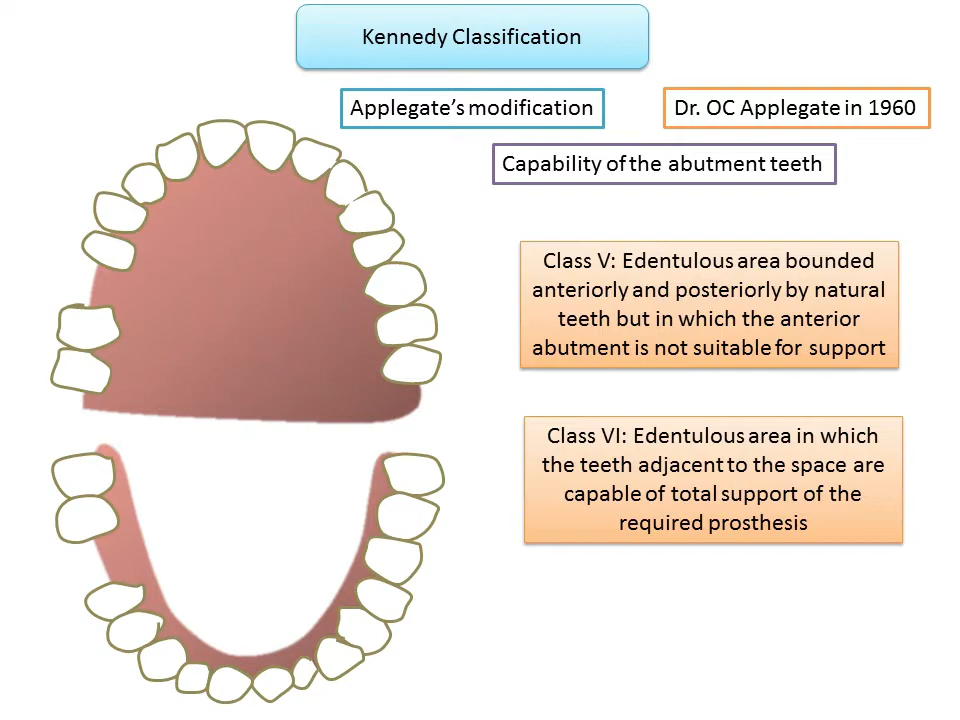 Kennedy Classification
Applegate’s modification
Dr. OC Applegate in 1960
Capability of the abutment teeth
Class V: Edentulous area bounded
anteriorly and posteriorly by natural
teeth but in which the anterior
abutment is not suitable for support
Class VI: Edentulous area in which
the teeth adjacent to the space are
capable of total support of the
required prosthesis